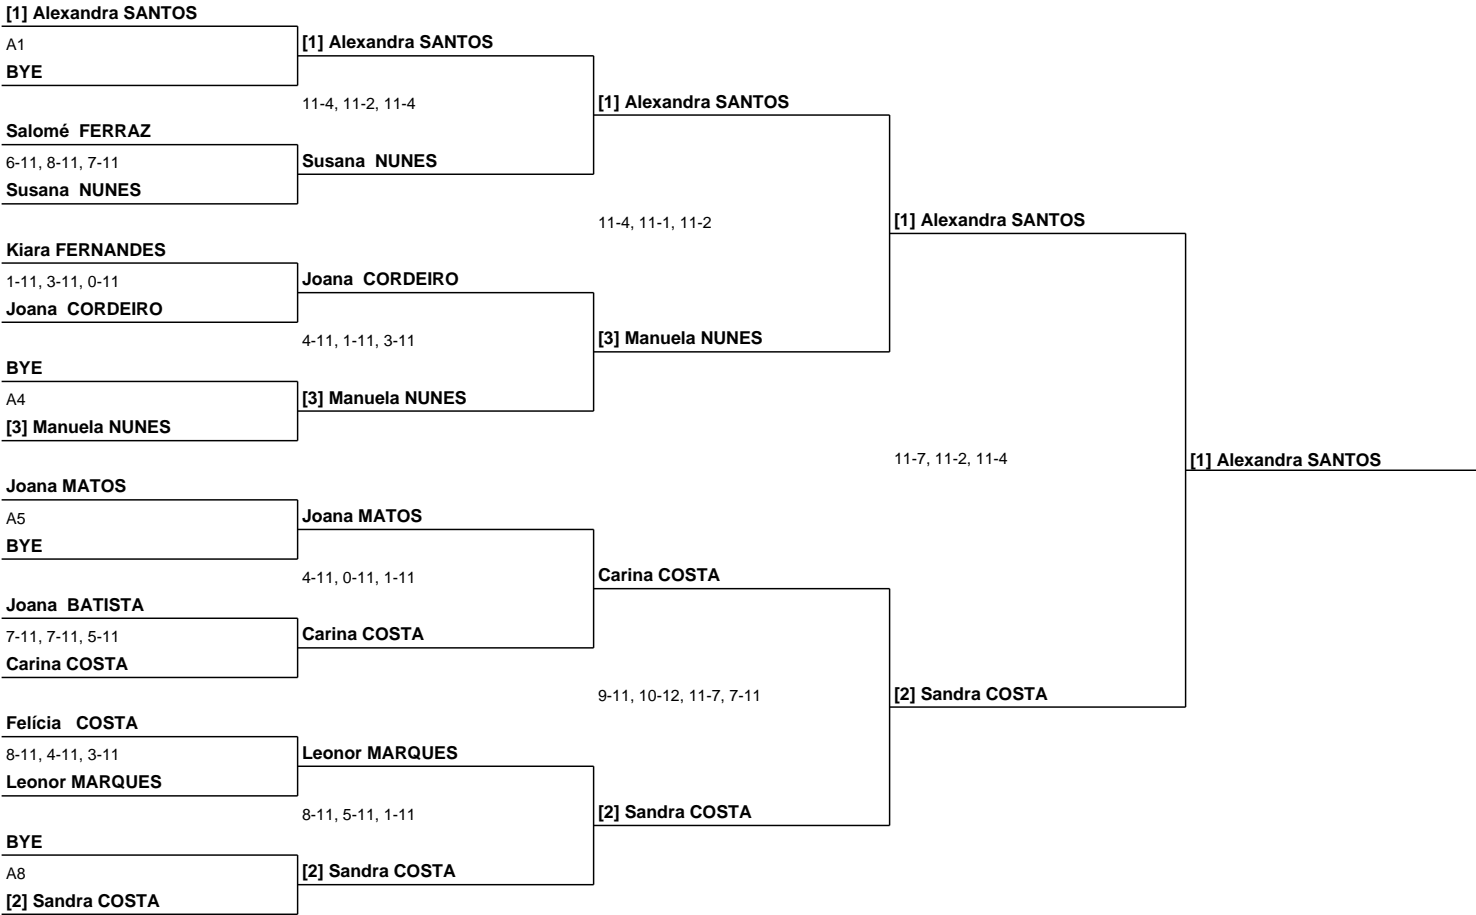 [1] Alexandra SANTOS
A1
BYE
Salomé FERRAZ
6-11, 8-11, 7-11
Susana NUNES
Kiara FERNANDES
1-11, 3-11, 0-11
Joana CORDEIRO
BYE
A4
[3] Manuela NUNES
Joana MATOS
A5
BYE
Joana BATISTA
7-11, 7-11, 5-11
Carina COSTA
Felícia COSTA
8-11, 4-11, 3-11
Leonor MARQUES
BYE
A8
[2] Sandra COSTA
[1] Alexandra SANTOS
11-4, 11-2, 11-4
Susana NUNES
Joana CORDEIRO
4-11, 1-11, 3-11
[3] Manuela NUNES
Joana MATOS
4-11, 0-11, 1-11
Carina COSTA
Leonor MARQUES
8-11, 5-11, 1-11
[2] Sandra COSTA
[1] Alexandra SANTOS
11-4, 11-1, 11-2
[3] Manuela NUNES
Carina COSTA
9-11, 10-12, 11-7, 7-11
[2] Sandra COSTA
[1] Alexandra SANTOS
11-7, 11-2, 11-4
[2] Sandra COSTA
[1] Alexandra SANTOS